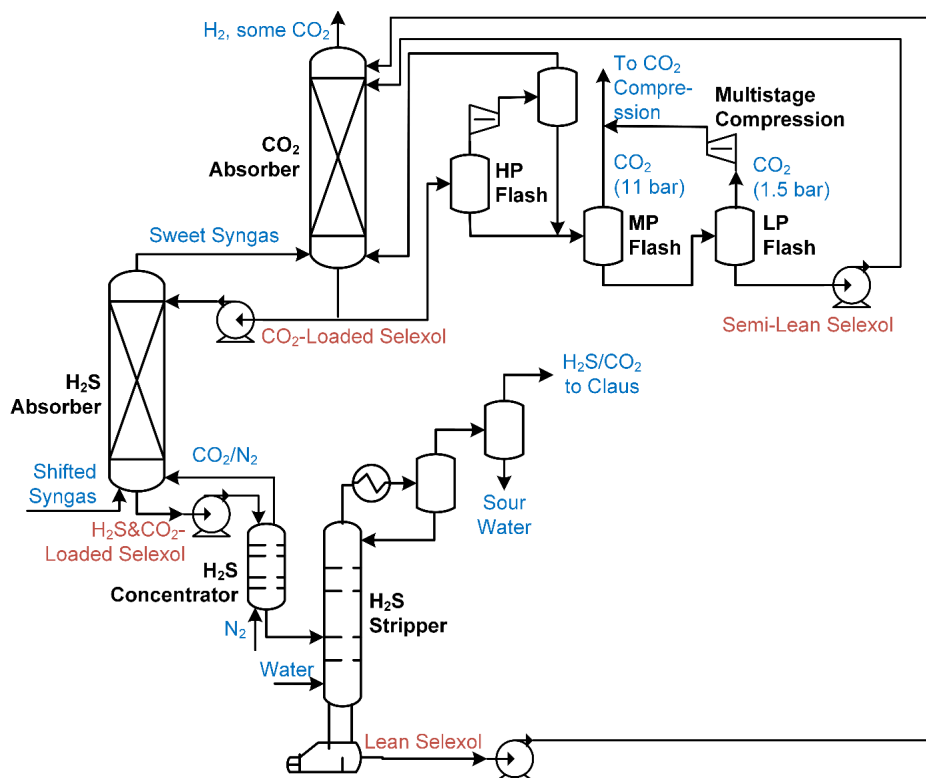 H₂, some CO₂
CO₂
Absorber
HP
Flash
To CO₂
Compre-
ssion
Multistage
Compression
CO₂
(11 bar)
CO₂
(1.5 bar)
MP
Flash
LP
Flash
Sweet Syngas
CO₂-Loaded Selexol
Semi-Lean Selexol
H₂S
Absorber
H₂S/CO₂
to Claus
CO₂/N₂
Shifted
Syngas
H₂S&CO₂-
Loaded Selexol
Sour
Water
H₂S
Concentrator
H₂S
Stripper
N₂
Water
Lean Selexol